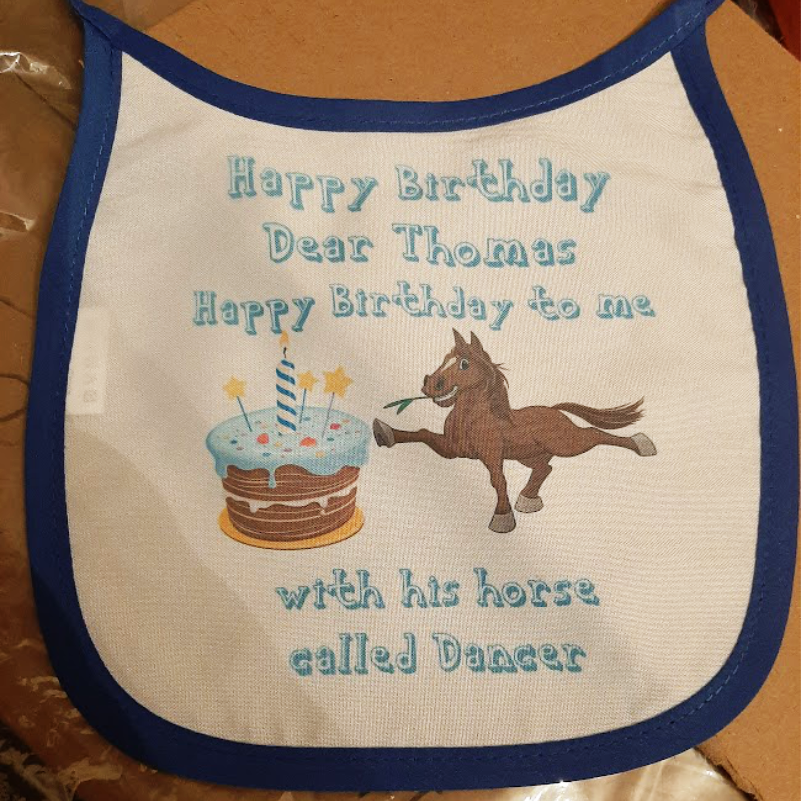 Happy Birthday
Dear Thomas
Happy Birthday to me
with his horse
called Dancer